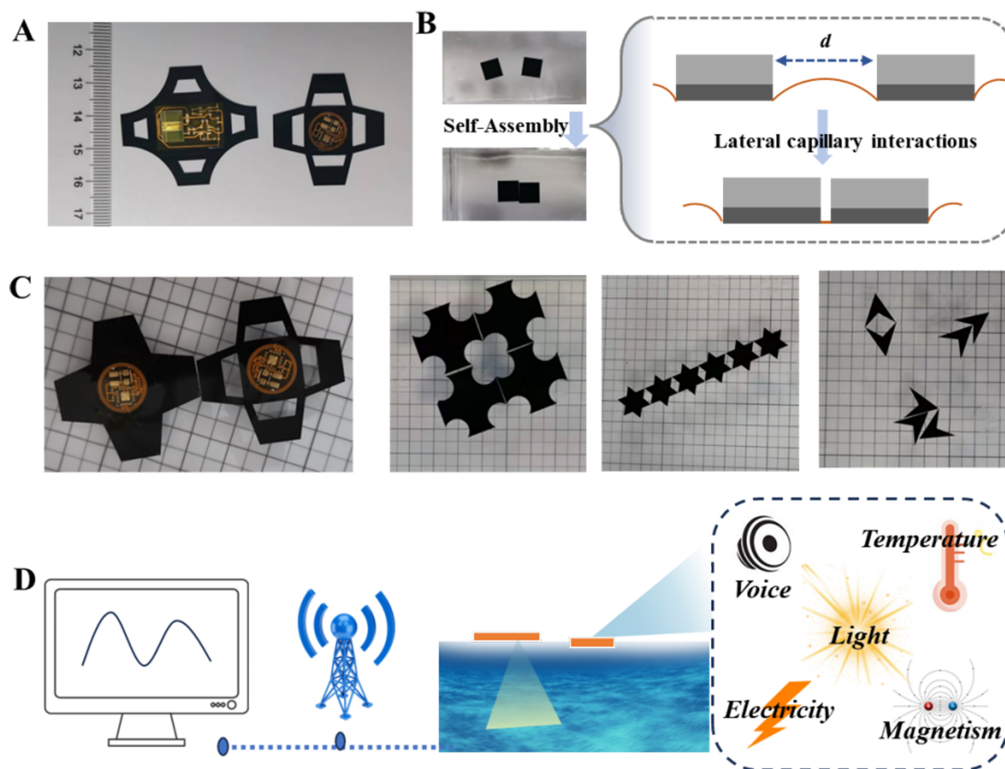 A
12
13
14
15
16
17
B
Self-Assembly
d
Lateral capillary interactions
C
D
Voice
Temperature
Light
Electricity
Magnetism